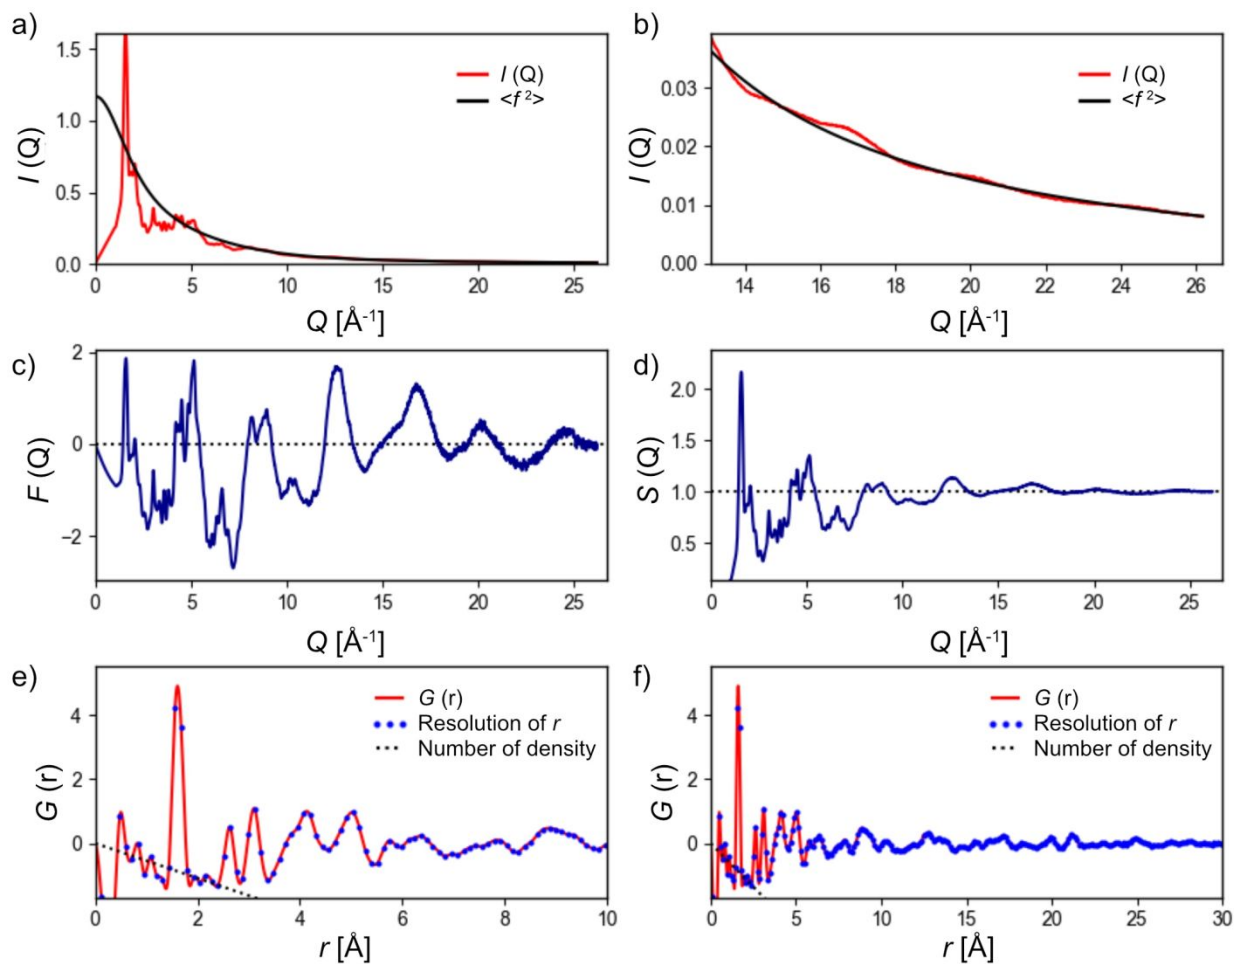 a)
1.5
1.0
0.5
0.0
I (Q)
I (Q)
<f ²>
0 5 10 15 20 25
Q [Å⁻¹]
b)
0.03
0.02
0.01
0.00
I (Q)
I (Q)
<f ²>
14 16 18 20 22 24 26
Q [Å⁻¹]
c)
2
0
−2
F (Q)
0 5 10 15 20 25
Q [Å⁻¹]
d)
2.0
1.5
1.0
0.5
S (Q)
0 5 10 15 20 25
Q [Å⁻¹]
e)
4
2
0
G (r)
G (r)
Resolution of r
Number of density
0 2 4 6 8 10
r [Å]
f)
4
2
0
G (r)
G (r)
Resolution of r
Number of density
0 5 10 15 20 25 30
r [Å]